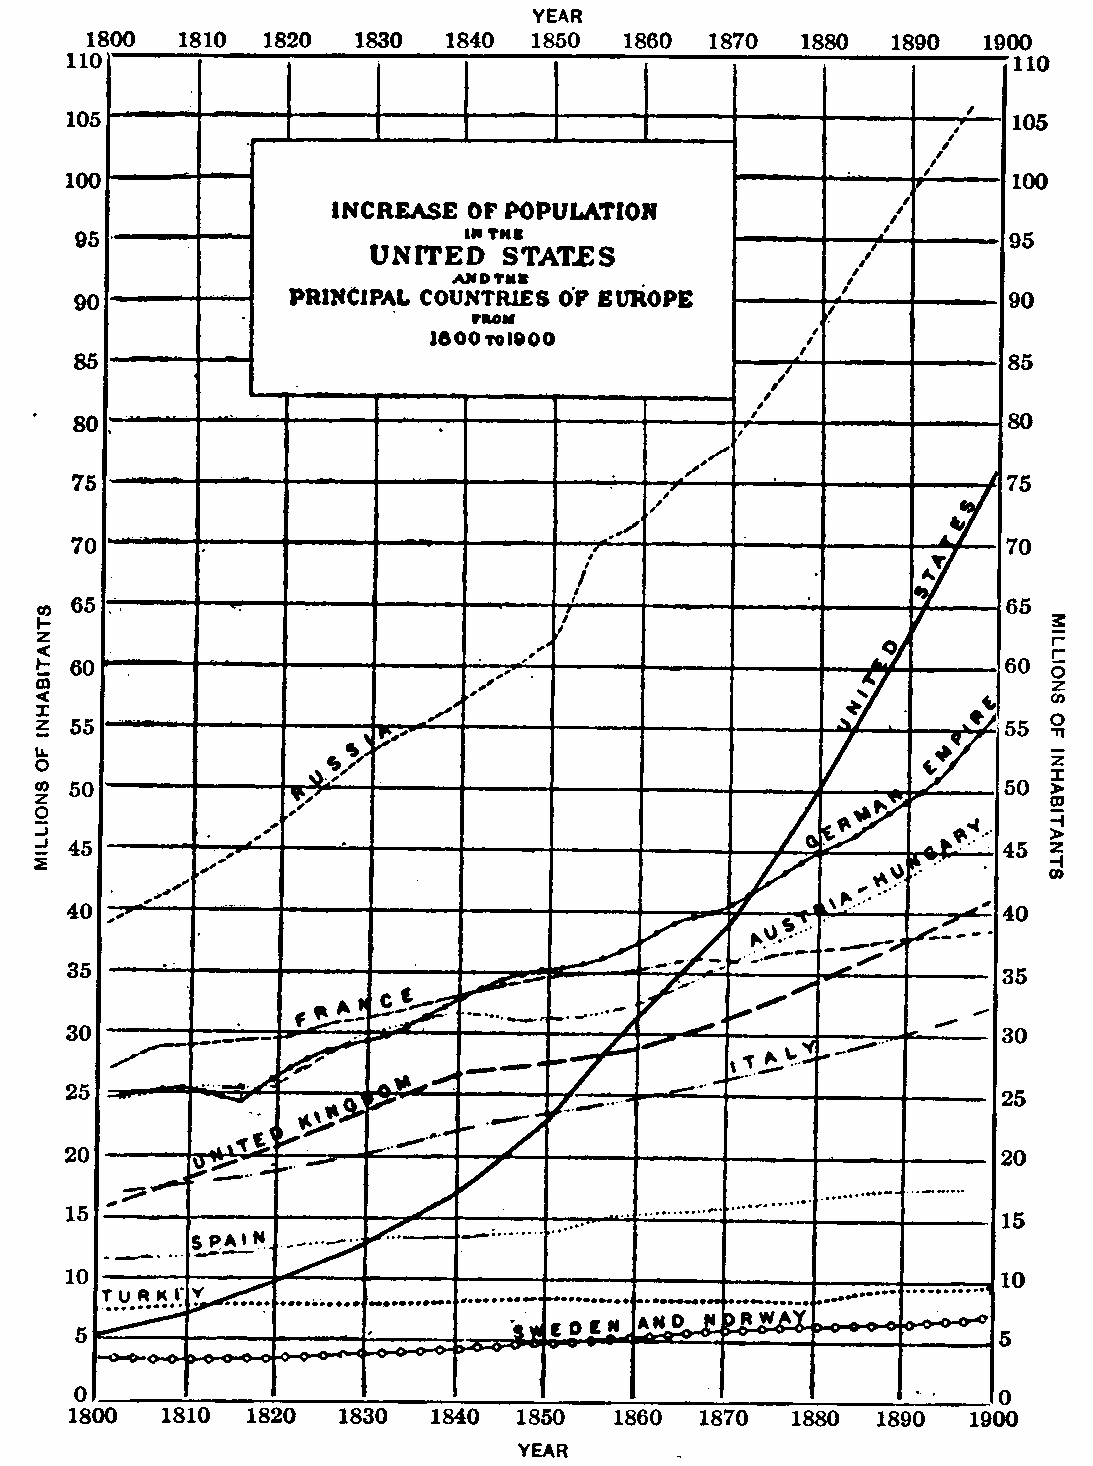 YEAR
1800 1810 1820 1830 1840 1850 1860 1870 1880 1890 1900
110 110
105 105
100 100
95 95
90 90
85 85
80 80
75 75
70 70
65 65
60 60
55 55
50 50
45 45
40 40
35 35
30 30
25 25
20 20
15 15
10 10
5 5
0 0
INCREASE OF POPULATION
IN THE
UNITED STATES
AND THE
PRINCIPAL COUNTRIES OF EUROPE
FROM
1800 TO 1900
MILLIONS OF INHABITANTS
MILLIONS OF INHABITANTS
RUSSIA
UNITED STATES
GERMAN EMPIRE
AUSTRIA-HUNGARY
FRANCE
UNITED KINGDOM
ITALY
SPAIN
TURKEY
SWEDEN AND NORWAY
1800 1810 1820 1830 1840 1850 1860 1870 1880 1890 1900
YEAR